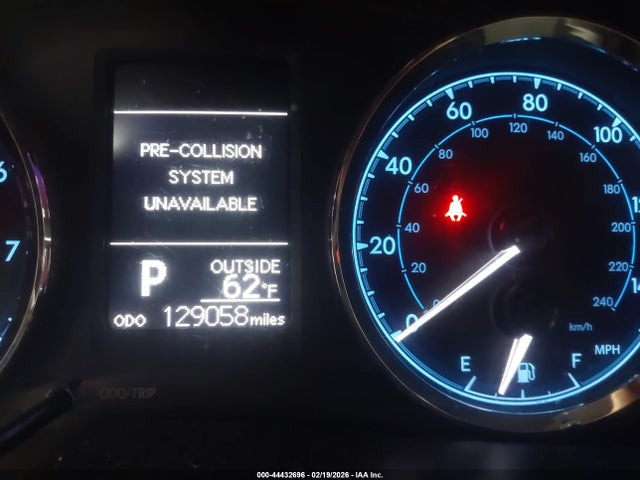 PRE-COLLISION
SYSTEM
UNAVAILABLE
P
OUTSIDE
62°F
ODO 129058 miles
ODO/TRIP
6
7
0
20
40
60
80
100
20
40
60
80
100
120
140
160
180
200
220
240
km/h
MPH
E
F
000-44432696 - 02/19/2026 - IAA Inc.